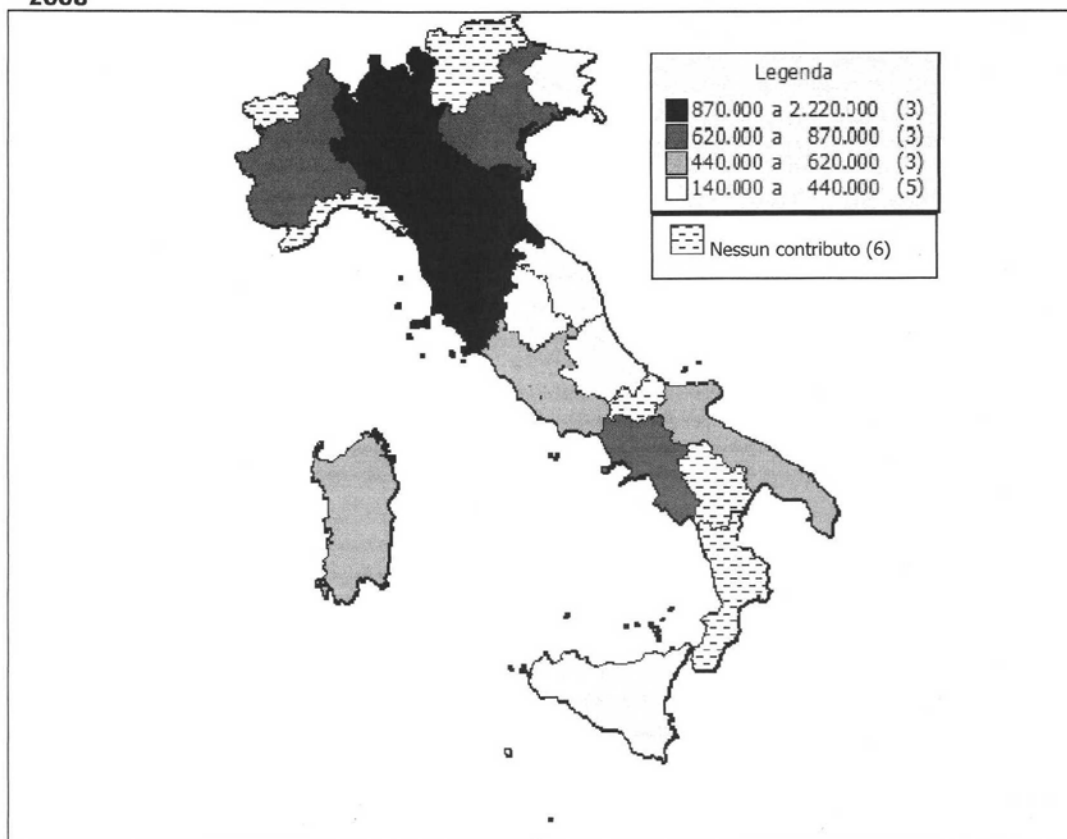 Legenda
870.000 a 2.220.000 (3)
620.000 a 870.000 (3)
440.000 a 620.000 (3)
140.000 a 440.000 (5)
Nessun contributo (6)